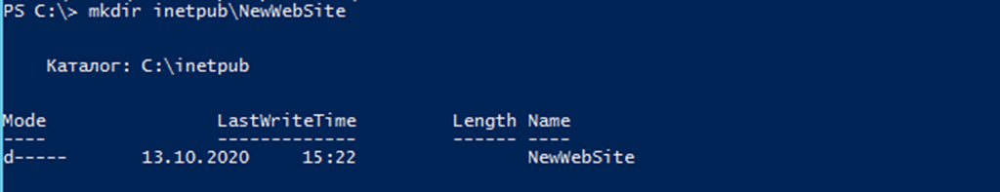 PS C:\> mkdir inetpub\NewWebSite
Каталог: C:\inetpub
Mode LastWriteTime Length Name
---- ------------- ------ ----
d----- 13.10.2020 15:22 NewWebSite